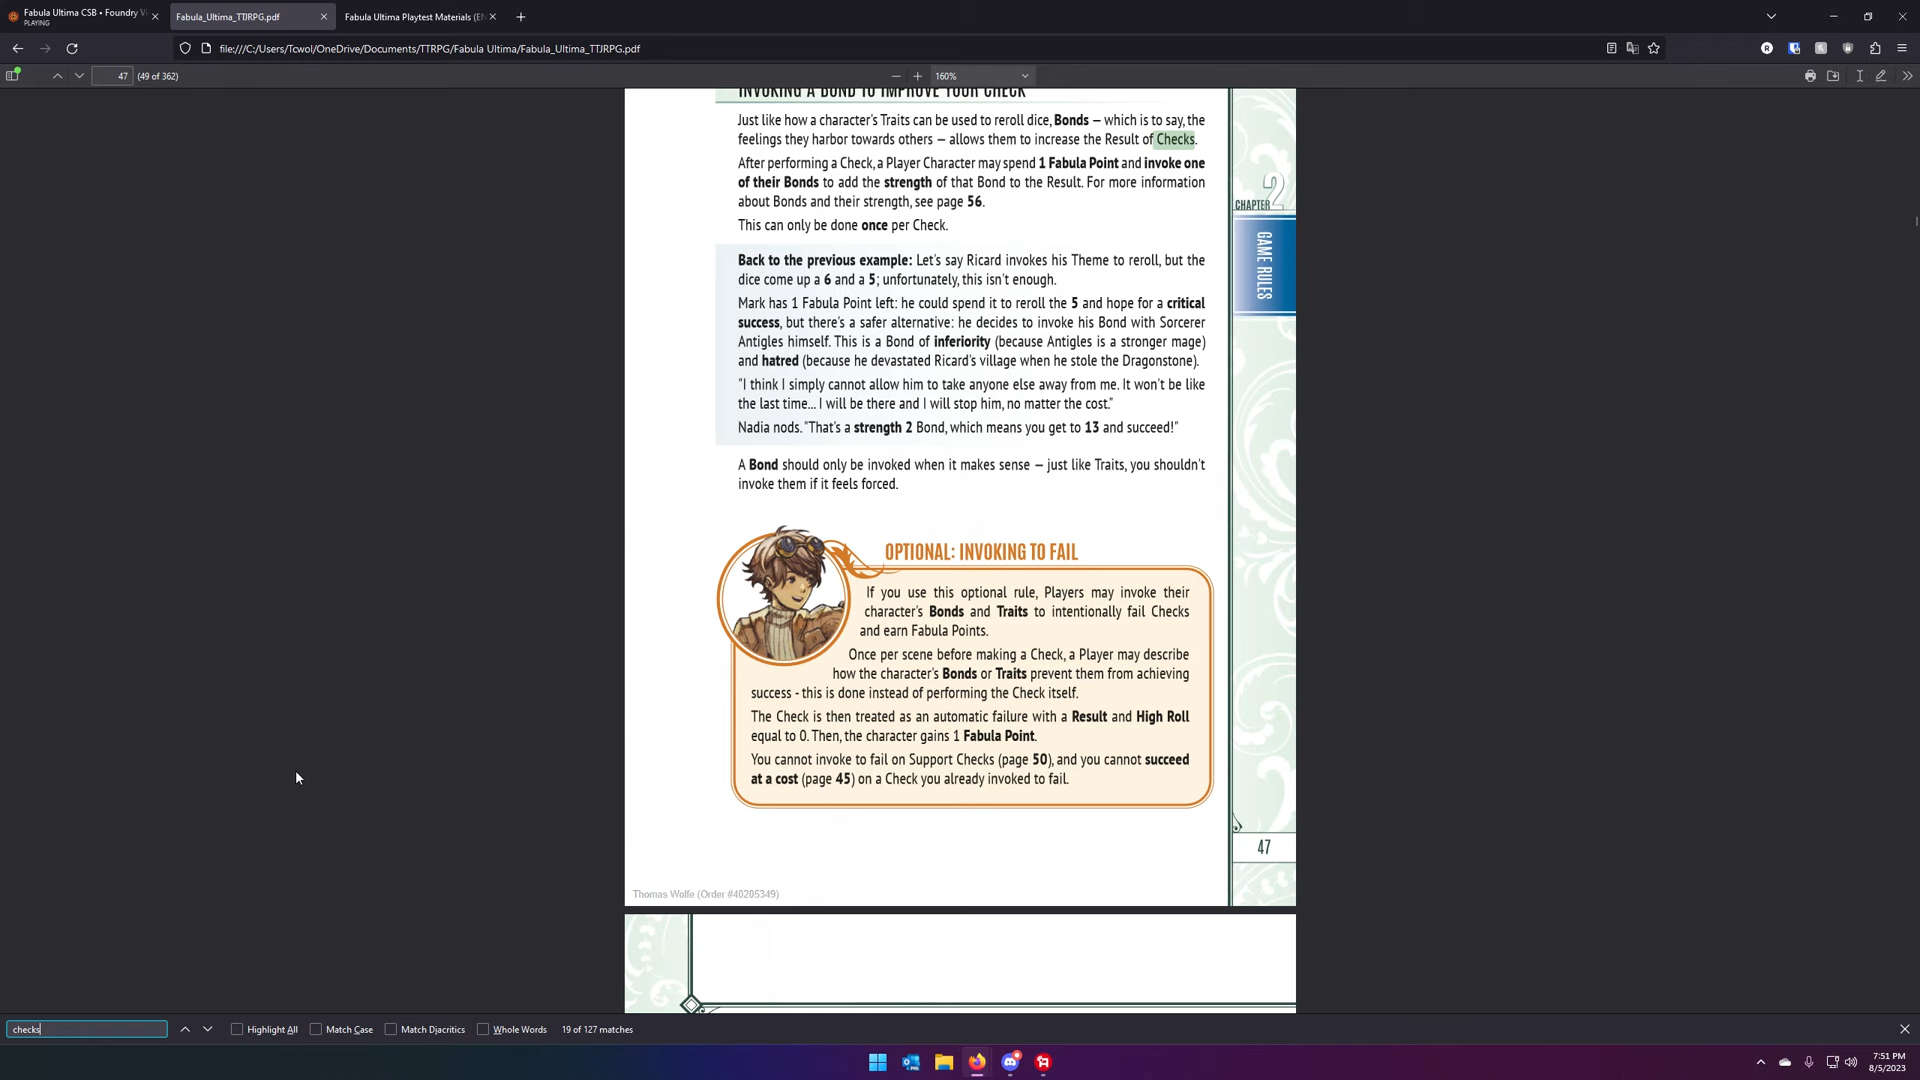 Fabula Ultima CSB • Foundry Vi
PLAYING
Fabula_Ultima_TTJRPG.pdf
Fabula Ultima Playtest Materials (EN
file:///C:/Users/Tcwol/OneDrive/Documents/TTRPG/Fabula Ultima/Fabula_Ultima_TTJRPG.pdf
47
(49 of 362)
160%
INVOKING A BOND TO IMPROVE YOUR CHECK
Just like how a character's Traits can be used to reroll dice, Bonds — which is to say, the
feelings they harbor towards others — allows them to increase the Result of Checks.
After performing a Check, a Player Character may spend 1 Fabula Point and invoke one
of their Bonds to add the strength of that Bond to the Result. For more information
about Bonds and their strength, see page 56.
This can only be done once per Check.
Back to the previous example: Let's say Ricard invokes his Theme to reroll, but the
dice come up a 6 and a 5; unfortunately, this isn't enough.
Mark has 1 Fabula Point left: he could spend it to reroll the 5 and hope for a critical
success, but there's a safer alternative: he decides to invoke his Bond with Sorcerer
Antigles himself. This is a Bond of inferiority (because Antigles is a stronger mage)
and hatred (because he devastated Ricard's village when he stole the Dragonstone).
"I think I simply cannot allow him to take anyone else away from me. It won't be like
the last time... I will be there and I will stop him, no matter the cost."
Nadia nods. "That's a strength 2 Bond, which means you get to 13 and succeed!"
A Bond should only be invoked when it makes sense — just like Traits, you shouldn't
invoke them if it feels forced.
OPTIONAL: INVOKING TO FAIL
If you use this optional rule, Players may invoke their
character's Bonds and Traits to intentionally fail Checks
and earn Fabula Points.
Once per scene before making a Check, a Player may describe
how the character's Bonds or Traits prevent them from achieving
success - this is done instead of performing the Check itself.
The Check is then treated as an automatic failure with a Result and High Roll
equal to 0. Then, the character gains 1 Fabula Point.
You cannot invoke to fail on Support Checks (page 50), and you cannot succeed
at a cost (page 45) on a Check you already invoked to fail.
CHAPTER 2
GAME RULES
47
Thomas Wolfe (Order #40205349)
checks
Highlight All
Match Case
Match Diacritics
Whole Words
19 of 127 matches
7:51 PM
8/5/2023